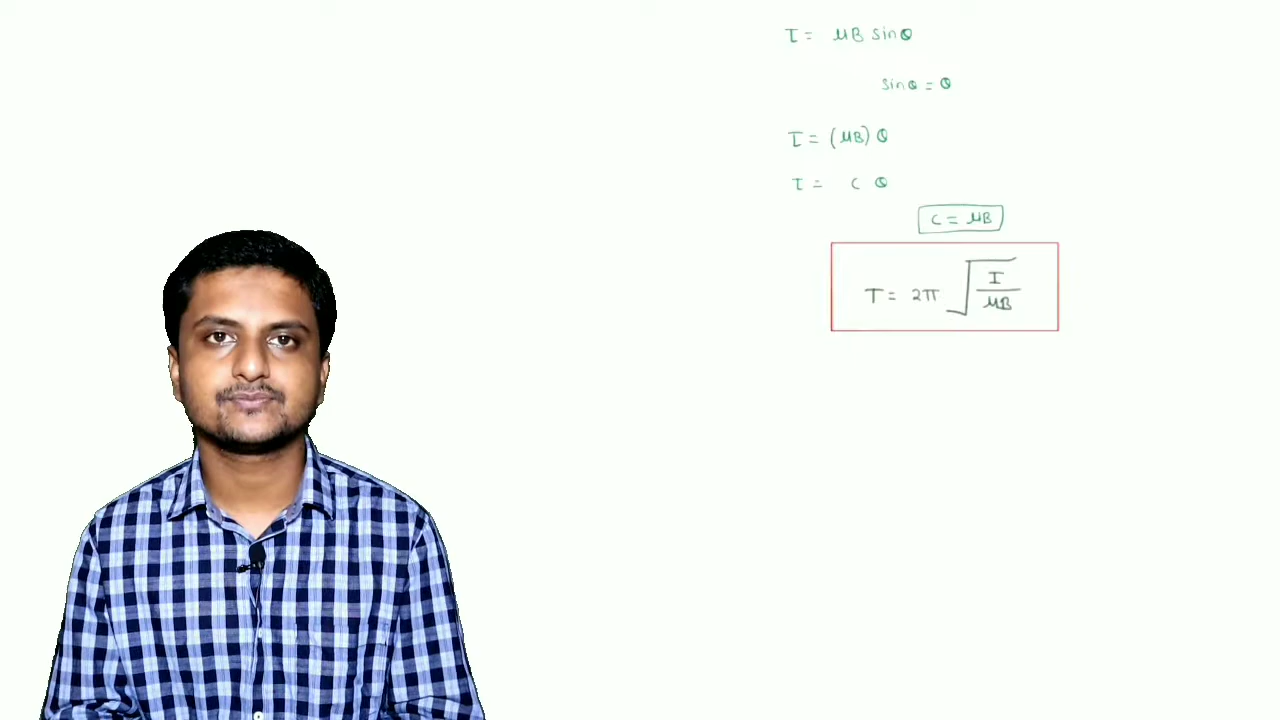 τ = μB sinθ
sinθ = θ
τ = (μB) θ
τ = C θ
C = μB
T = 2π √(I/μB)